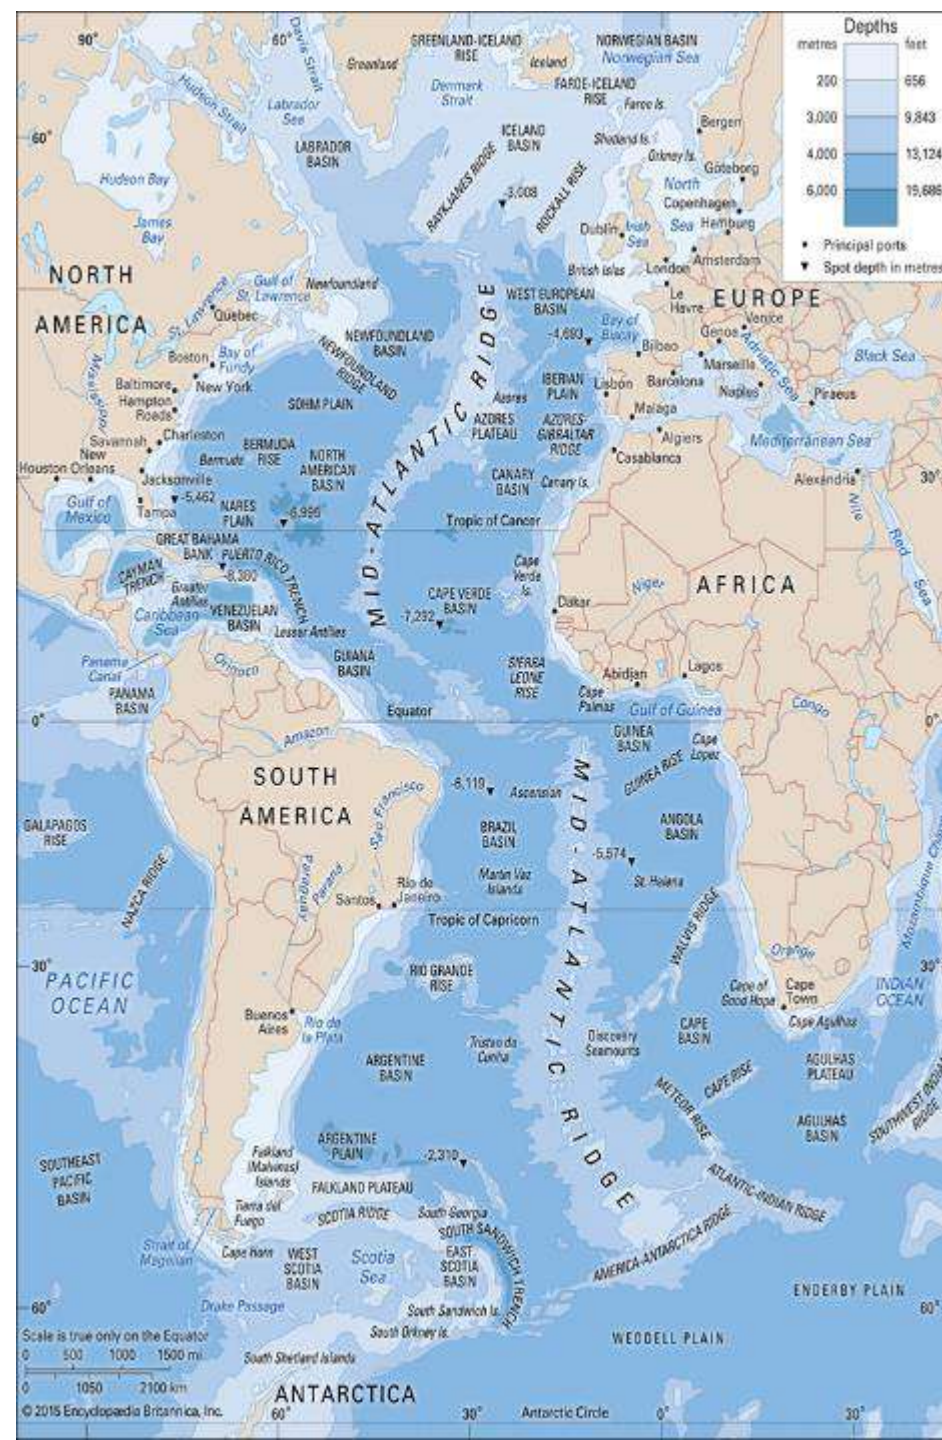 Depths
metres
feet
200
656
3,000
9,843
4,000
13,124
6,000
19,686
Principal ports
Spot depth in metres
90°
60°
Davis Strait
Greenland
GREENLAND-ICELAND
RISE
Iceland
NORWEGIAN BASIN
Norwegian Sea
Hudson Strait
Labrador
Sea
Denmark
Strait
FAROE-ICELAND
RISE
Faroe Is.
Bergen
60°
LABRADOR
BASIN
ICELAND
BASIN
Shetland Is.
Orkney Is.
Göteborg
Hudson Bay
RAYKJANES RIDGE
-3,008
ROCKALL RISE
North
Sea
Copenhagen
James
Bay
Dublin
Irish
Sea
Hamburg
Amsterdam
British Isles
London
NORTH
AMERICA
St. Lawrence
Gulf of
St. Lawrence
Newfoundland
Quebec
WEST EUROPEAN
BASIN
Le
Havre
EUROPE
Venice
Genoa
NEWFOUNDLAND
BASIN
-4,693
Bay of
Biscay
Bilbao
Adriatic Sea
Black Sea
Boston
Bay of
Fundy
NEWFOUNDLAND
RIDGE
Marseille
Mississippi
Baltimore
New York
Hampton
Roads
SOHM PLAIN
Azores
IBERIAN
PLAIN
Lisbon
Barcelona
Naples
Piraeus
AZORES
PLATEAU
AZORES-
GIBRALTAR
RIDGE
Malaga
Algiers
Mediterranean Sea
Savannah
Charleston
BERMUDA
RISE
Bermuda
NORTH
AMERICAN
BASIN
Casablanca
New
Orleans
Houston
Jacksonville
CANARY
BASIN
Canary Is.
Alexandria
30°
Gulf of
Mexico
Tampa
-5,462
NARES
PLAIN
-6,995
MID-ATLANTIC RIDGE
Tropic of Cancer
Nile
Red Sea
GREAT BAHAMA
BANK
PUERTO RICO TRENCH
-8,380
CAYMAN
TRENCH
Greater
Antilles
Cape
Verde
Is.
Niger
AFRICA
Caribbean
Sea
VENEZUELAN
BASIN
Lesser Antilles
CAPE VERDE
BASIN
-7,292
Dakar
Panama
Canal
Orinoco
GUIANA
BASIN
SIERRA
LEONE
RISE
Abidjan
Lagos
PANAMA
BASIN
Cape
Palmas
Gulf of Guinea
Congo
0°
Equator
0°
Amazon
GUINEA
BASIN
Cape
Lopez
SOUTH
AMERICA
São Francisco
-6,119
Ascension
GUINEA RISE
GALAPAGOS
RISE
BRAZIL
BASIN
ANGOLA
BASIN
-5,574
NAZCA RIDGE
Paraguay
Paraná
Martin Vaz
Islands
St. Helena
Santos
Rio de
Janeiro
Tropic of Capricorn
WALVIS RIDGE
Mozambique
30°
RIO GRANDE
RISE
Orange
30°
PACIFIC
OCEAN
Cape of
Good Hope
Cape
Town
INDIAN
OCEAN
Buenos
Aires
Rio de
la Plata
Cape Agulhas
Tristan da
Cunha
Discovery
Seamounts
CAPE
BASIN
ARGENTINE
BASIN
MID-ATLANTIC RIDGE
AGULHAS
PLATEAU
CAPE RISE
METEOR RISE
SOUTHWEST INDIAN
RIDGE
AGULHAS
BASIN
ARGENTINE
PLAIN
SOUTHEAST
PACIFIC
BASIN
Falkland
(Malvinas)
Islands
-2,310
FALKLAND PLATEAU
ATLANTIC-INDIAN RIDGE
Tierra del
Fuego
SCOTIA RIDGE
South Georgia
SOUTH SANDWICH TRENCH
Strait of
Magellan
Cape Horn
WEST
SCOTIA
BASIN
Scotia
Sea
EAST
SCOTIA
BASIN
AMERICA-ANTARCTICA RIDGE
ENDERBY PLAIN
60°
Drake Passage
South Sandwich Is.
60°
South Orkney Is.
WEDDELL PLAIN
Scale is true only on the Equator
0 500 1000 1500 mi
0 1050 2100 km
South Shetland Islands
ANTARCTICA
© 2015 Encyclopædia Britannica, Inc.
60°
30°
Antarctic Circle
0°
30°